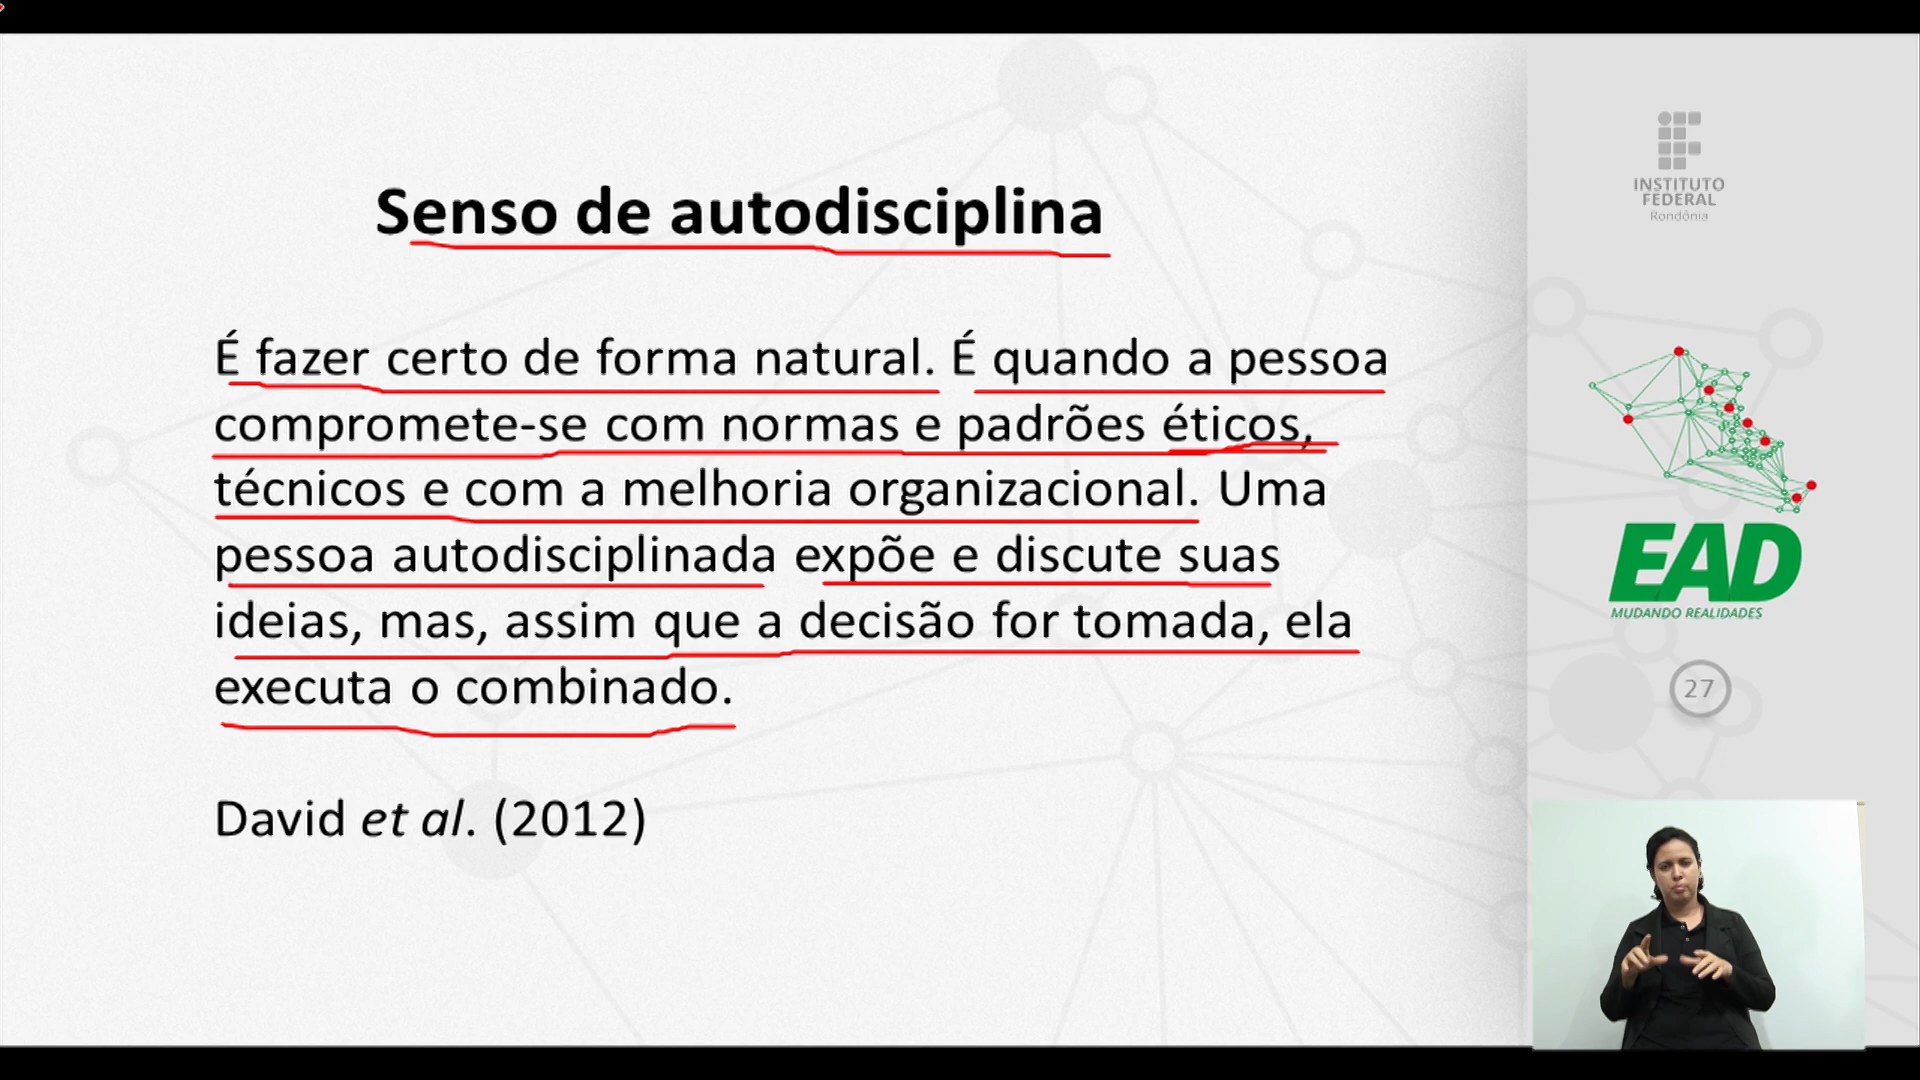 Senso de autodisciplina
É fazer certo de forma natural. É quando a pessoa
compromete-se com normas e padrões éticos,
técnicos e com a melhoria organizacional. Uma
pessoa autodisciplinada expõe e discute suas
ideias, mas, assim que a decisão for tomada, ela
executa o combinado.
David et al. (2012)
INSTITUTO
FEDERAL
Rondônia
EAD
MUDANDO REALIDADES
27